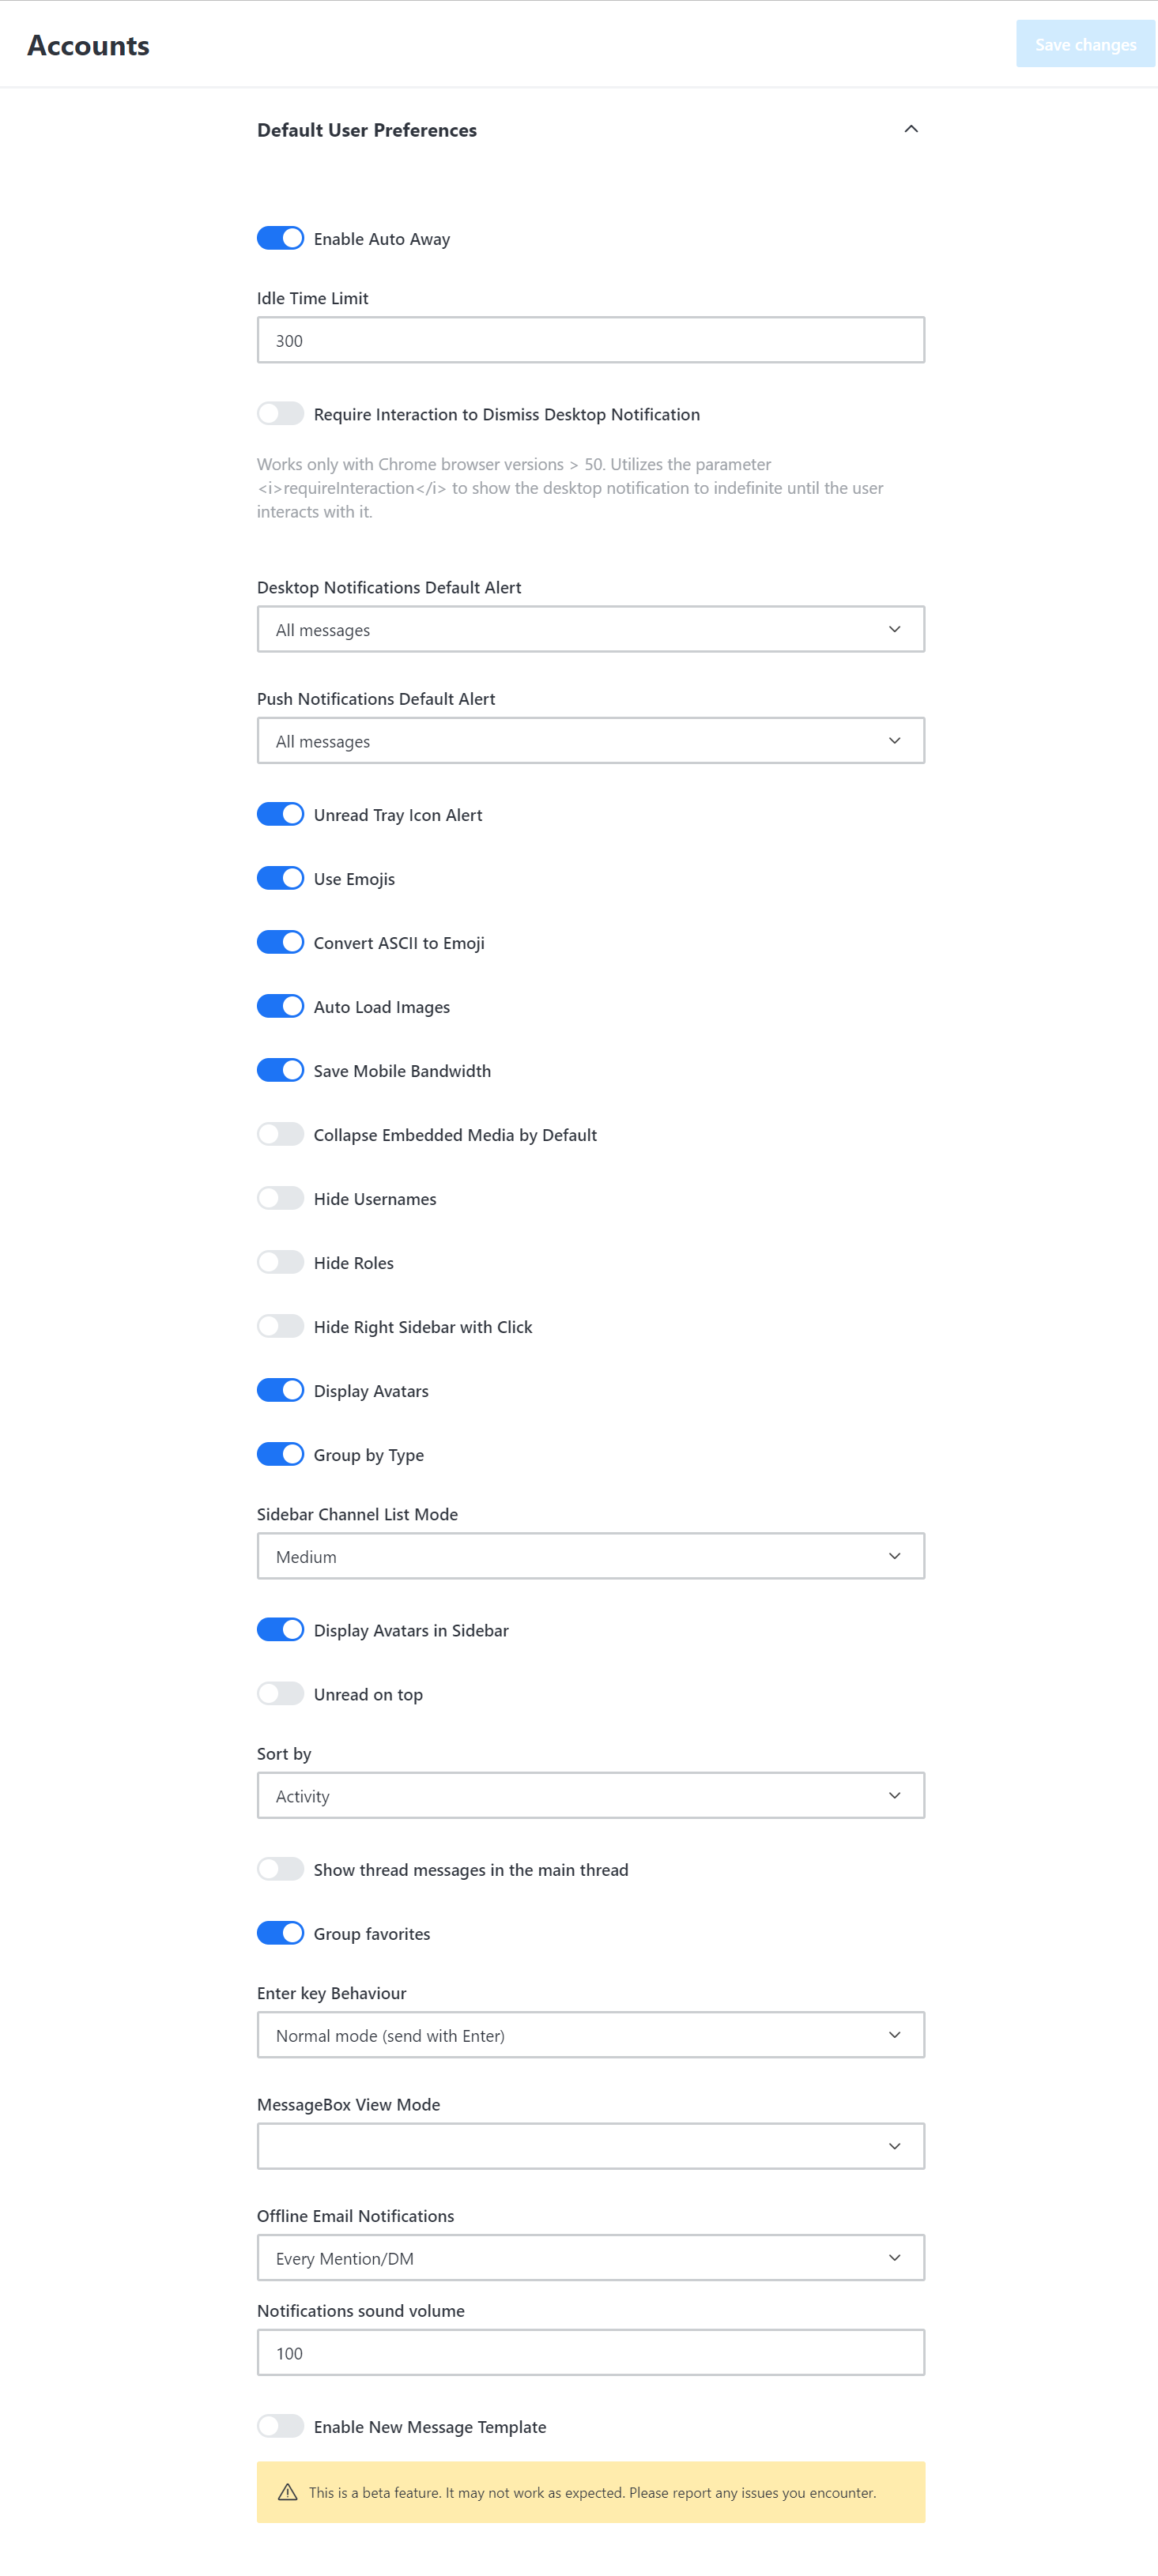 Accounts
Save changes
Default User Preferences
Enable Auto Away
Idle Time Limit
300
Require Interaction to Dismiss Desktop Notification
Works only with Chrome browser versions > 50. Utilizes the parameter
<i>requireInteraction</i> to show the desktop notification to indefinite until the user
interacts with it.
Desktop Notifications Default Alert
All messages
Push Notifications Default Alert
All messages
Unread Tray Icon Alert
Use Emojis
Convert ASCII to Emoji
Auto Load Images
Save Mobile Bandwidth
Collapse Embedded Media by Default
Hide Usernames
Hide Roles
Hide Right Sidebar with Click
Display Avatars
Group by Type
Sidebar Channel List Mode
Medium
Display Avatars in Sidebar
Unread on top
Sort by
Activity
Show thread messages in the main thread
Group favorites
Enter key Behaviour
Normal mode (send with Enter)
MessageBox View Mode
Offline Email Notifications
Every Mention/DM
Notifications sound volume
100
Enable New Message Template
This is a beta feature. It may not work as expected. Please report any issues you encounter.